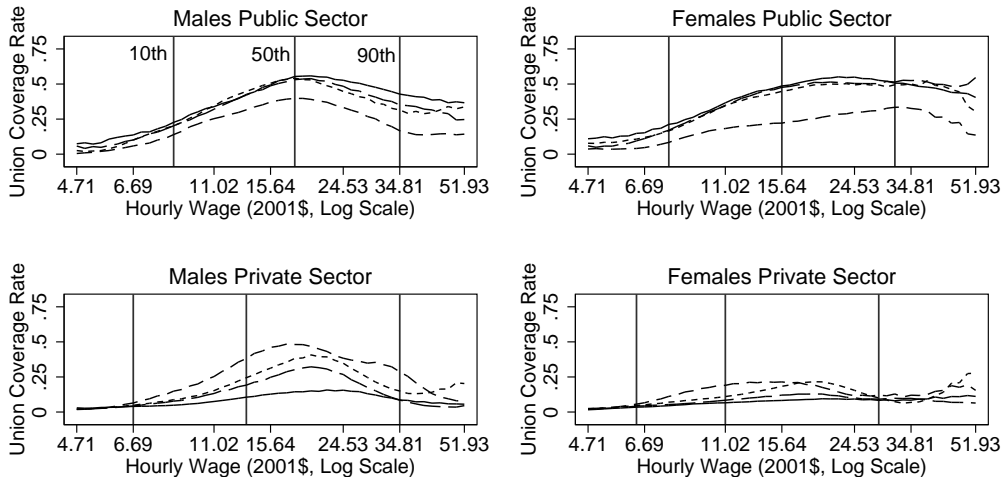 Males Public Sector
Union Coverage Rate
0 .25 .5 .75
10th 50th 90th
4.71 6.69 11.02 15.64 24.53 34.81 51.93
Hourly Wage (2001$, Log Scale)
Females Public Sector
Union Coverage Rate
0 .25 .5 .75
4.71 6.69 11.02 15.64 24.53 34.81 51.93
Hourly Wage (2001$, Log Scale)
Males Private Sector
Union Coverage Rate
0 .25 .5 .75
4.71 6.69 11.02 15.64 24.53 34.81 51.93
Hourly Wage (2001$, Log Scale)
Females Private Sector
Union Coverage Rate
0 .25 .5 .75
4.71 6.69 11.02 15.64 24.53 34.81 51.93
Hourly Wage (2001$, Log Scale)